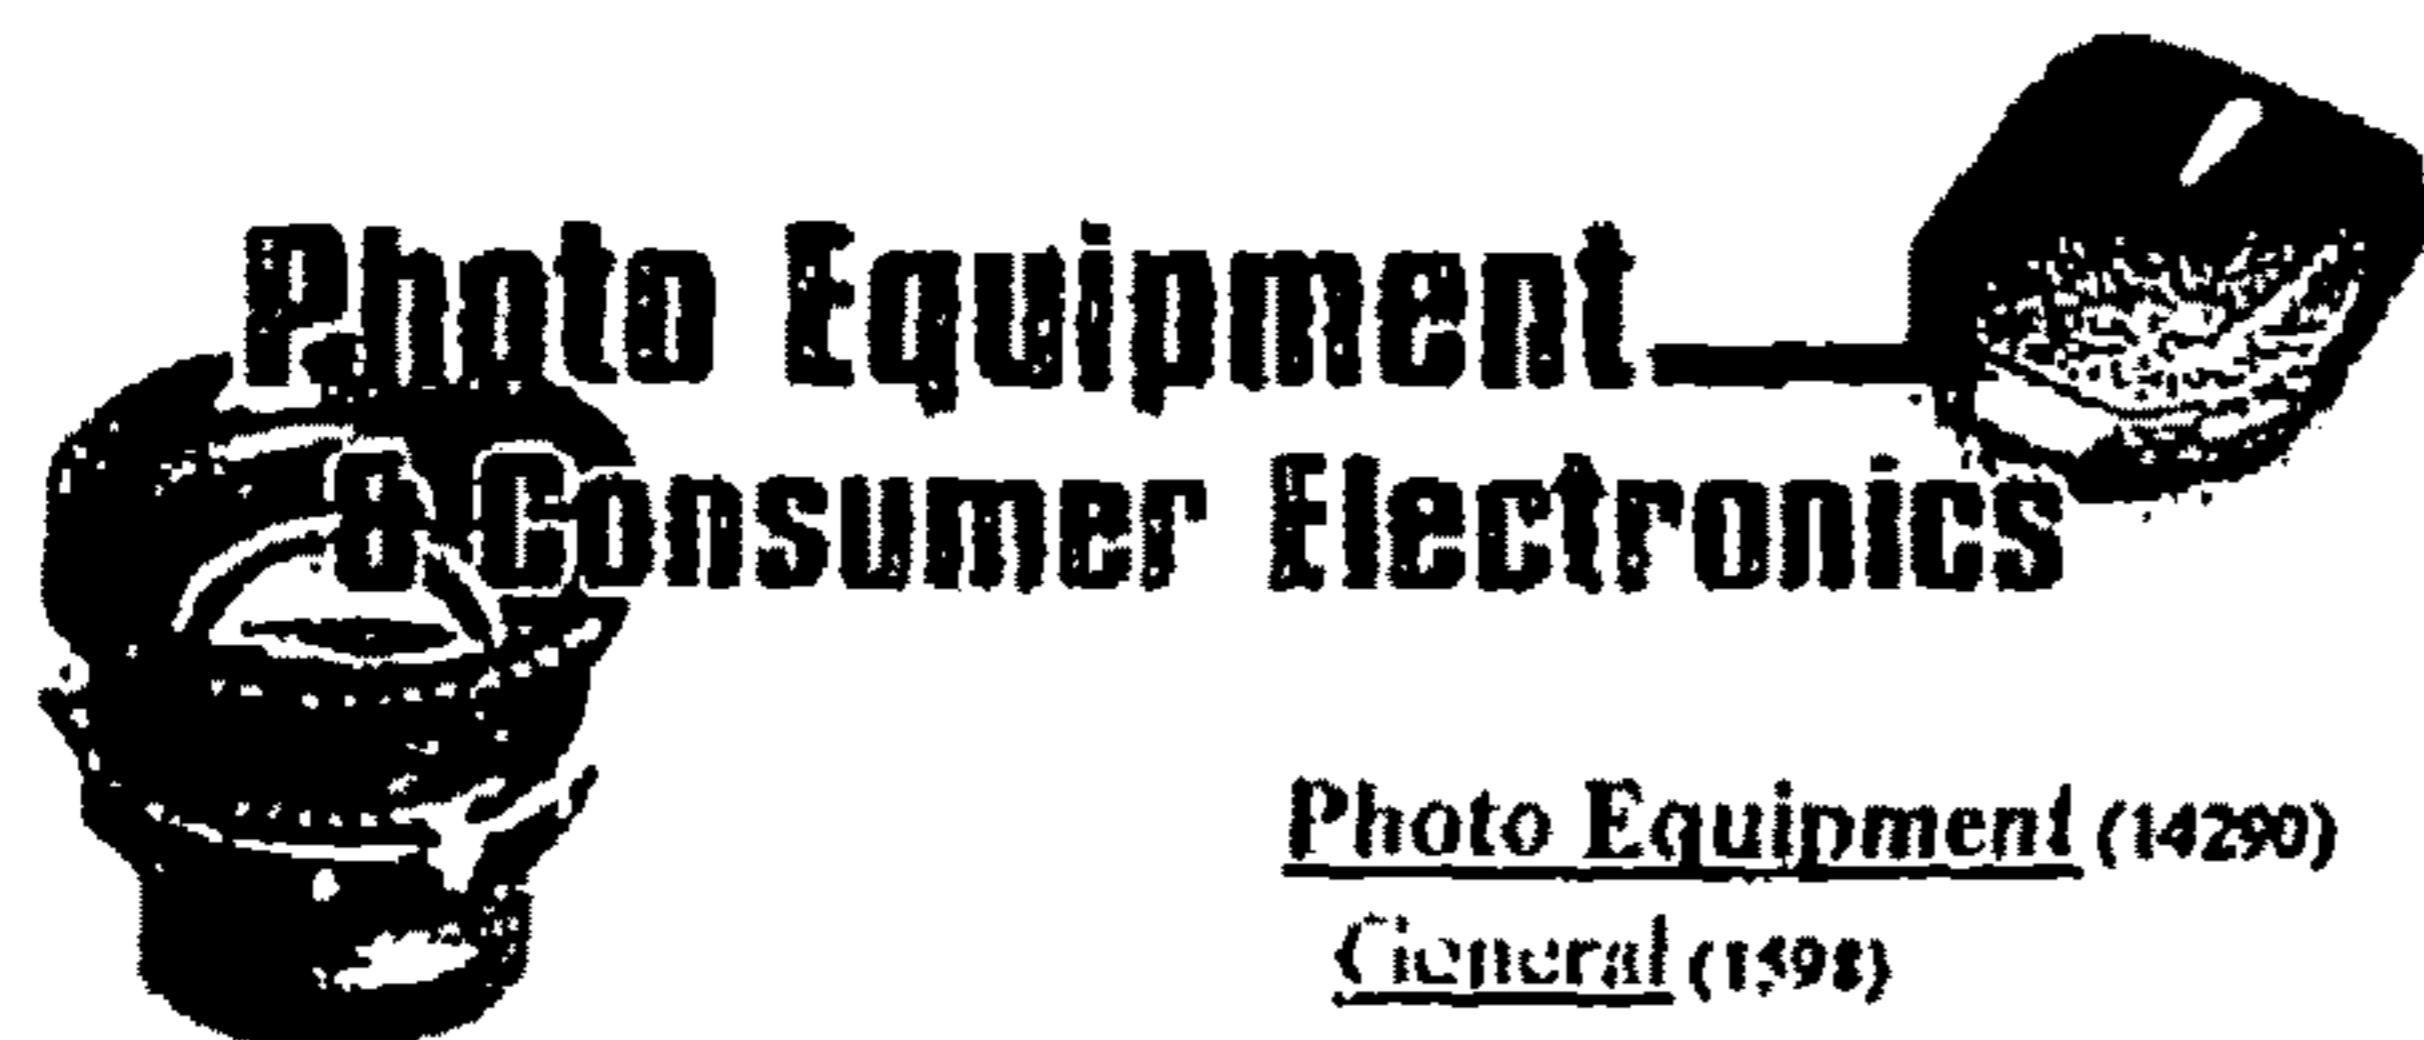 Photo Equipment
& Consumer Electronics
Photo Equipment (14290)
General (1598)